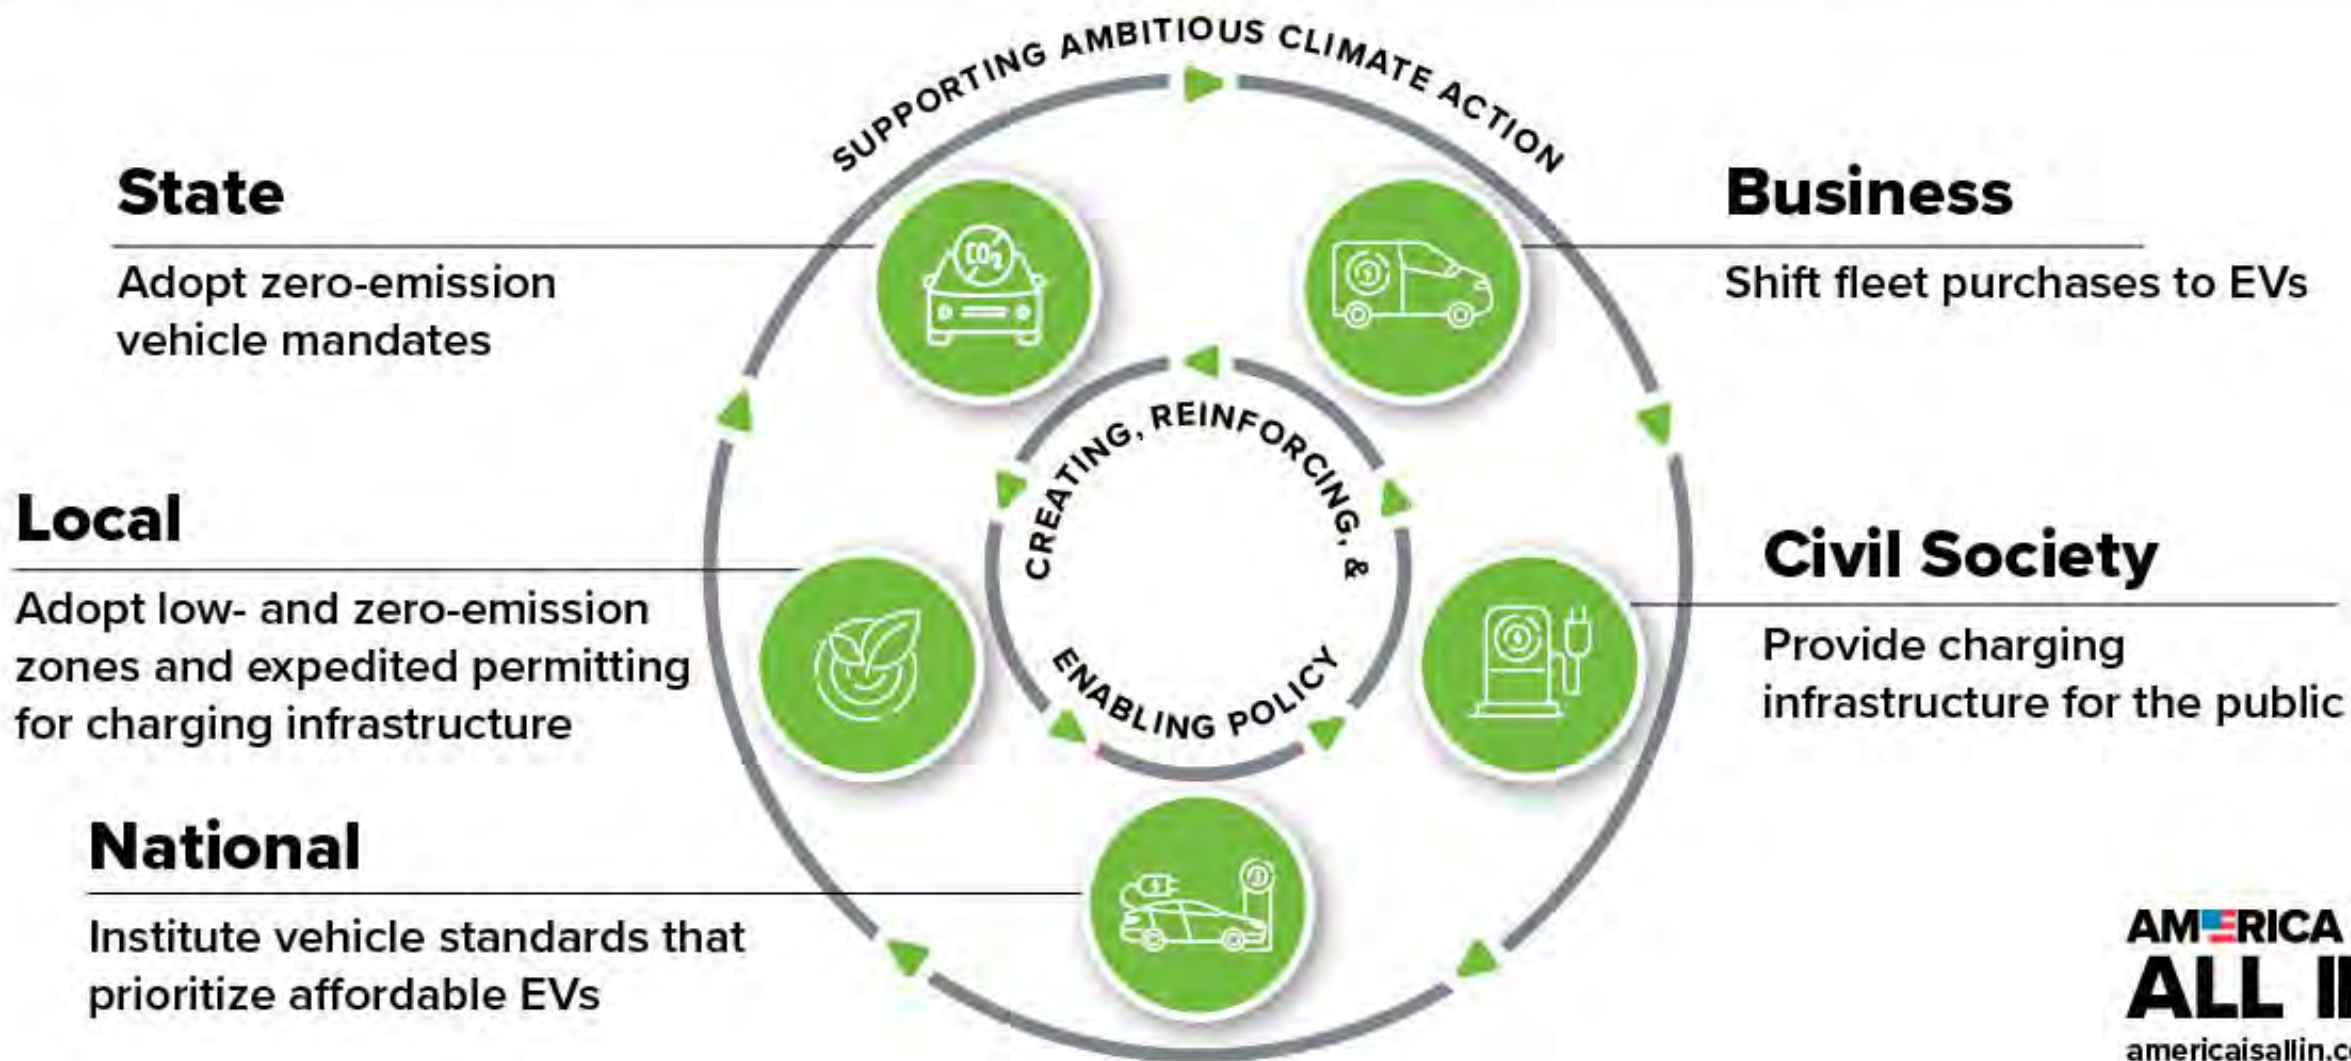 SUPPORTING AMBITIOUS CLIMATE ACTION
State
Adopt zero-emission
vehicle mandates
Business
Shift fleet purchases to EVs
CO₂
CREATING, REINFORCING, &
ENABLING POLICY
Local
Adopt low- and zero-emission
zones and expedited permitting
for charging infrastructure
Civil Society
Provide charging
infrastructure for the public
National
Institute vehicle standards that
prioritize affordable EVs
AMERICA
ALL